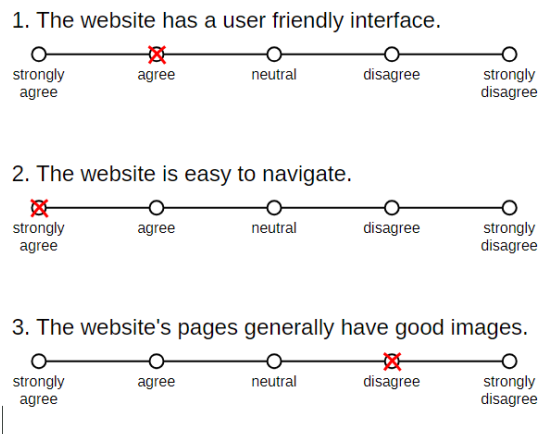 1. The website has a user friendly interface.
strongly agree neutral disagree strongly
agree disagree
2. The website is easy to navigate.
strongly agree neutral disagree strongly
agree disagree
3. The website's pages generally have good images.
strongly agree neutral disagree strongly
agree disagree